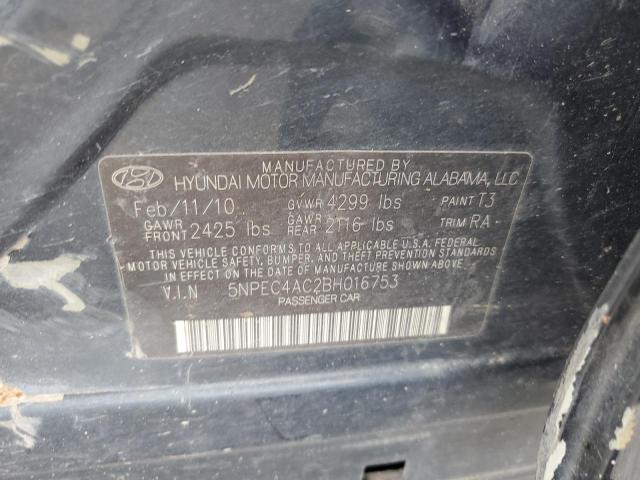 MANUFACTURED BY
HYUNDAI MOTOR MANUFACTURING ALABAMA, LLC
Feb/11/10 GVWR 4299 lbs PAINT T3
GAWR FRONT 2425 lbs GAWR REAR 2116 lbs TRIM RA
THIS VEHICLE CONFORMS TO ALL APPLICABLE U.S.A. FEDERAL
MOTOR VEHICLE SAFETY, BUMPER, AND THEFT PREVENTION STANDARDS
IN EFFECT ON THE DATE OF MANUFACTURE SHOWN ABOVE.
V.I.N 5NPEC4AC2BH016753
PASSENGER CAR